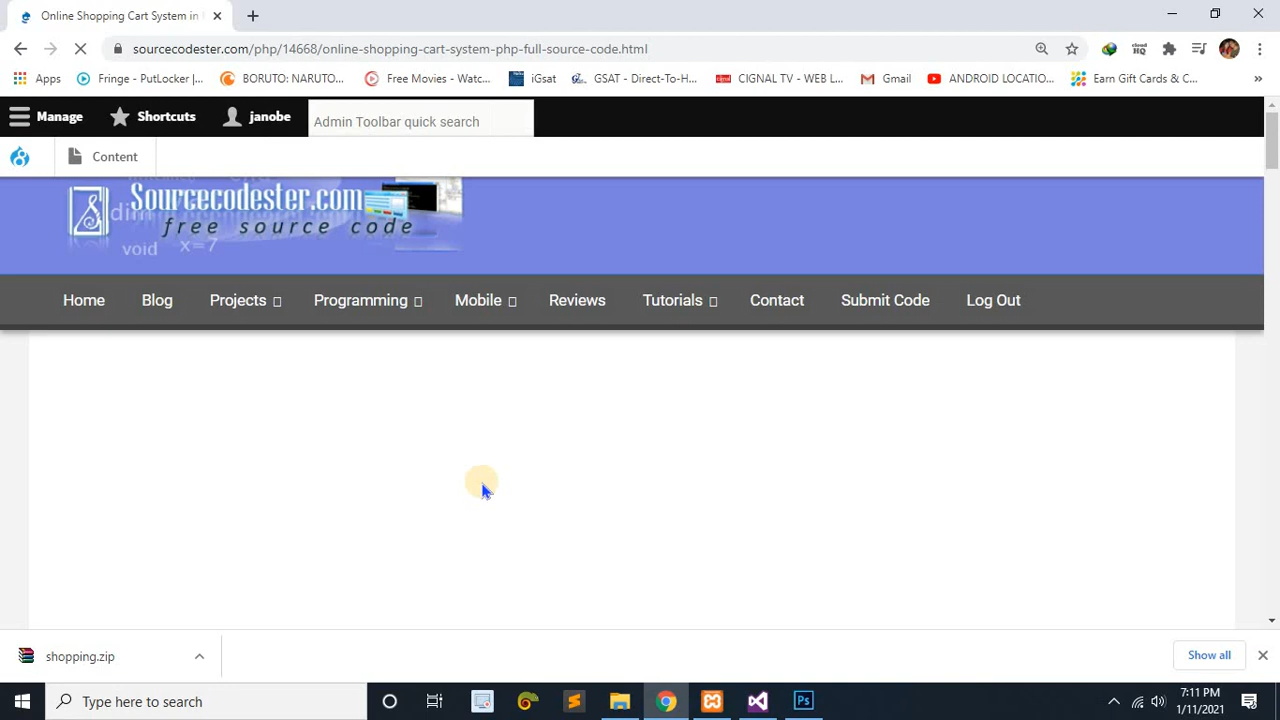 Online Shopping Cart System in
sourcecodester.com/php/14668/online-shopping-cart-system-php-full-source-code.html
Apps Fringe - PutLocker |... BORUTO: NARUTO... Free Movies - Watc... iGsat GSAT - Direct-To-H... CIGNAL TV - WEB L... Gmail ANDROID LOCATIO... Earn Gift Cards & C... »
Manage Shortcuts janobe Admin Toolbar quick search
Content
Sourcecodester.com
free source code
void x=7
Home Blog Projects Programming Mobile Reviews Tutorials Contact Submit Code Log Out
shopping.zip Show all
Type here to search
7:11 PM
1/11/2021